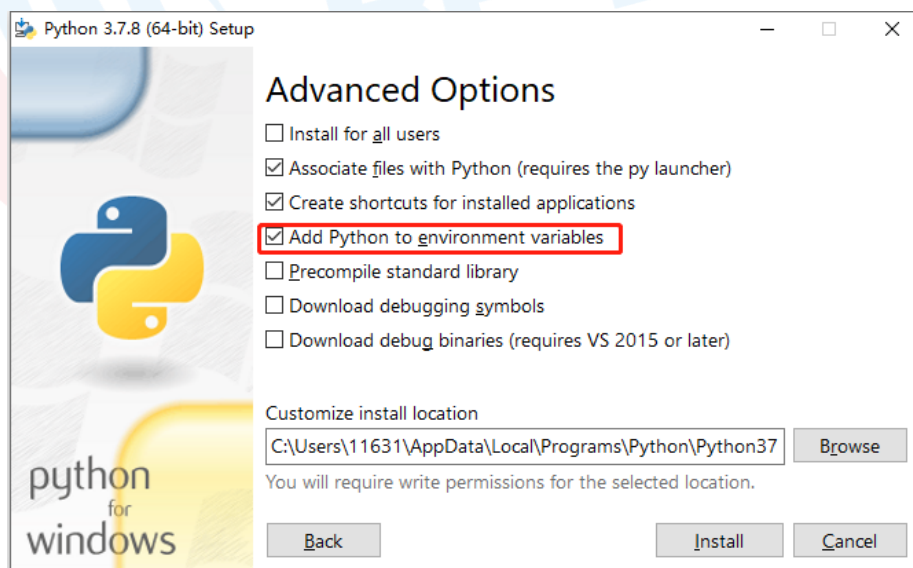 Python 3.7.8 (64-bit) Setup
Advanced Options
Install for all users
Associate files with Python (requires the py launcher)
Create shortcuts for installed applications
Add Python to environment variables
Precompile standard library
Download debugging symbols
Download debug binaries (requires VS 2015 or later)
Customize install location
C:\Users\11631\AppData\Local\Programs\Python\Python37
Browse
You will require write permissions for the selected location.
python
for
windows
Back
Install
Cancel